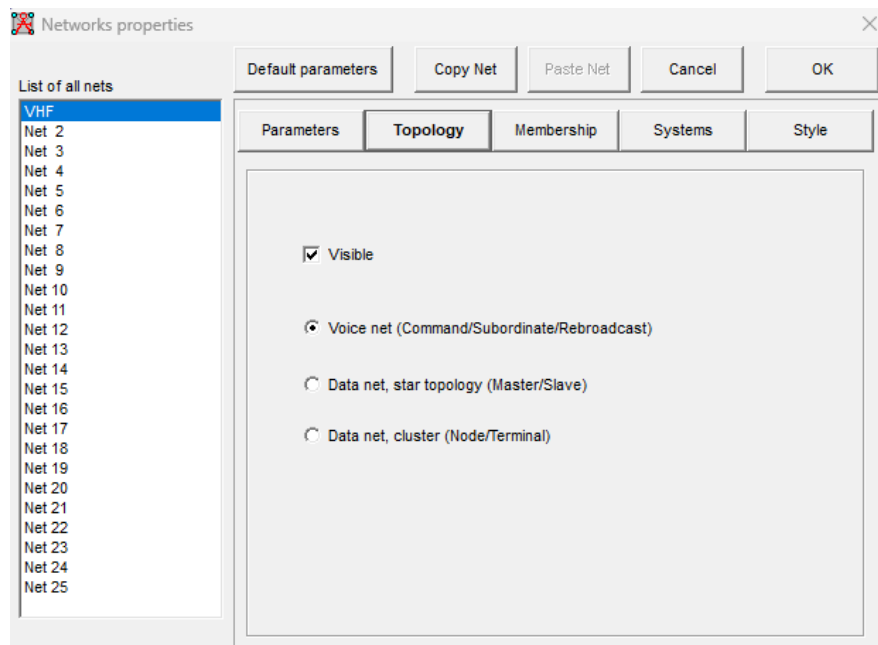 Networks properties
Default parameters Copy Net Paste Net Cancel OK
List of all nets
VHF
Net 2
Net 3
Net 4
Net 5
Net 6
Net 7
Net 8
Net 9
Net 10
Net 11
Net 12
Net 13
Net 14
Net 15
Net 16
Net 17
Net 18
Net 19
Net 20
Net 21
Net 22
Net 23
Net 24
Net 25
Parameters Topology Membership Systems Style
Visible
Voice net (Command/Subordinate/Rebroadcast)
Data net, star topology (Master/Slave)
Data net, cluster (Node/Terminal)